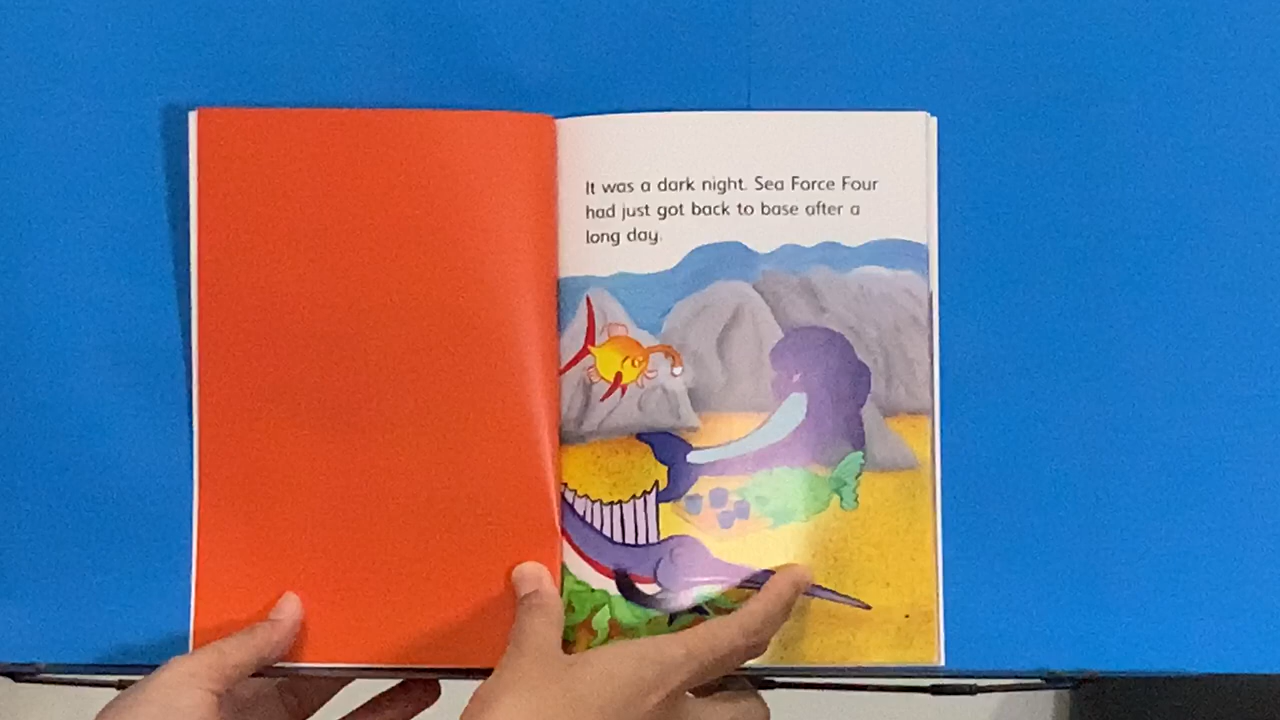 It was a dark night. Sea Force Four
had just got back to base after a
long day.